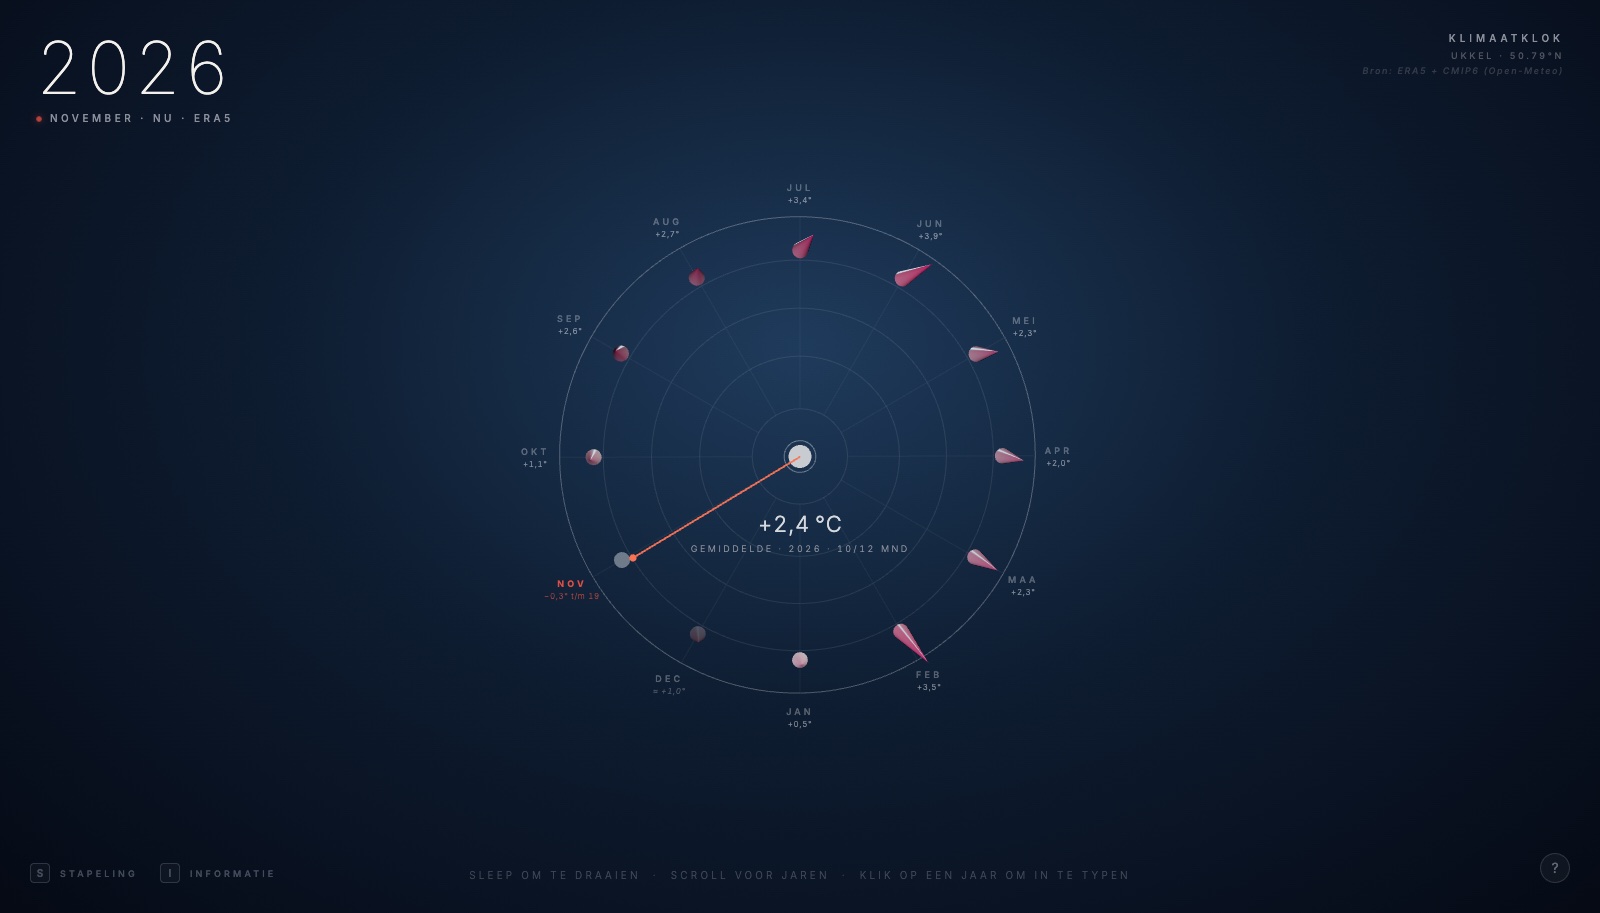 2026
NOVEMBER · NU · ERA5
KLIMAATKLOK
UKKEL · 50.79°N
Bron: ERA5 + CMIP6 (Open-Meteo)
JUL
+3,4°
AUG
+2,7°
JUN
+3,9°
SEP
+2,6°
MEI
+2,3°
OKT
+1,1°
APR
+2,0°
+2,4 °C
GEMIDDELDE · 2026 · 10/12 MND
NOV
−0,3° t/m 19
MAA
+2,3°
DEC
≈ +1,0°
FEB
+3,5°
JAN
+0,5°
S STAPELING
I INFORMATIE
SLEEP OM TE DRAAIEN · SCROLL VOOR JAREN · KLIK OP EEN JAAR OM IN TE TYPEN
?